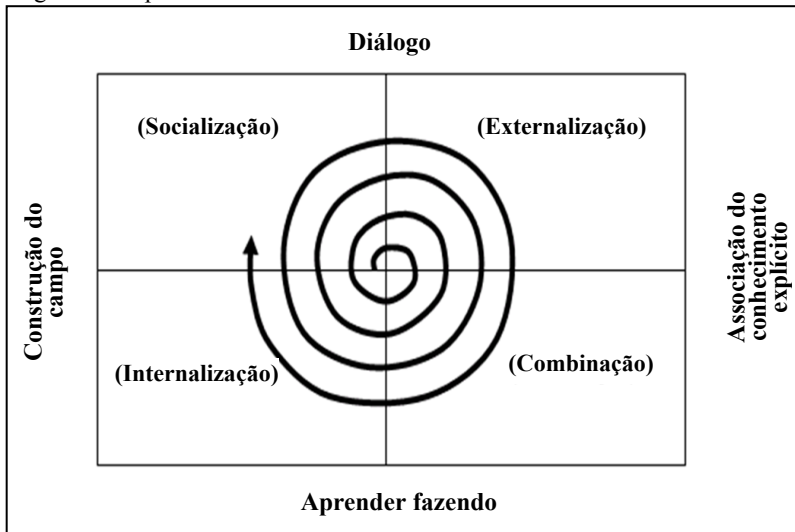 Diálogo
(Socialização)
(Externalização)
Construção do
campo
Associação do
conhecimento
explícito
(Internalização)
(Combinação)
Aprender fazendo